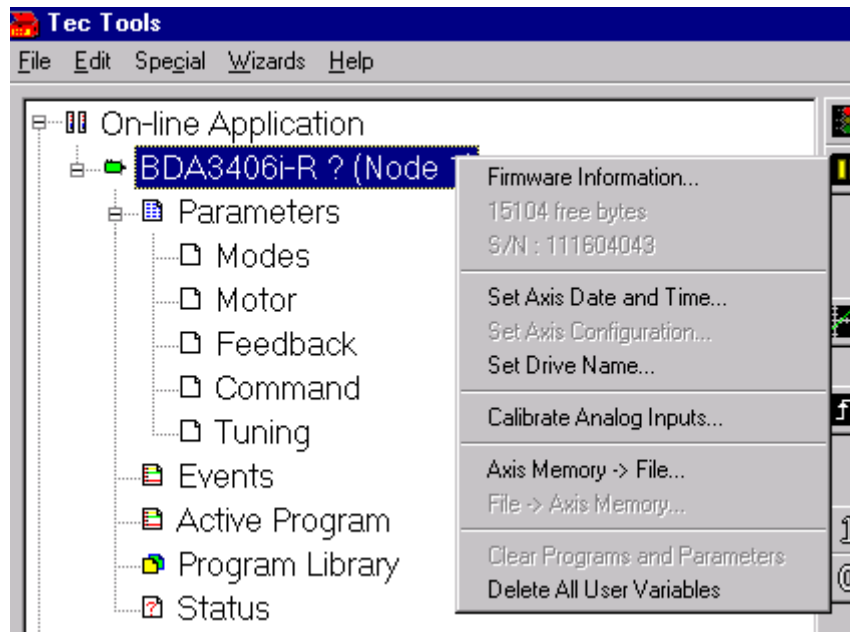 Tec Tools
File Edit Special Wizards Help
On-line Application
BDA3406i-R ? (Node
Parameters
Modes
Motor
Feedback
Command
Tuning
Events
Active Program
Program Library
Status
Firmware Information...
15104 free bytes
S/N : 111604043
Set Axis Date and Time...
Set Axis Configuration...
Set Drive Name...
Calibrate Analog Inputs...
Axis Memory -> File...
File -> Axis Memory...
Clear Programs and Parameters
Delete All User Variables